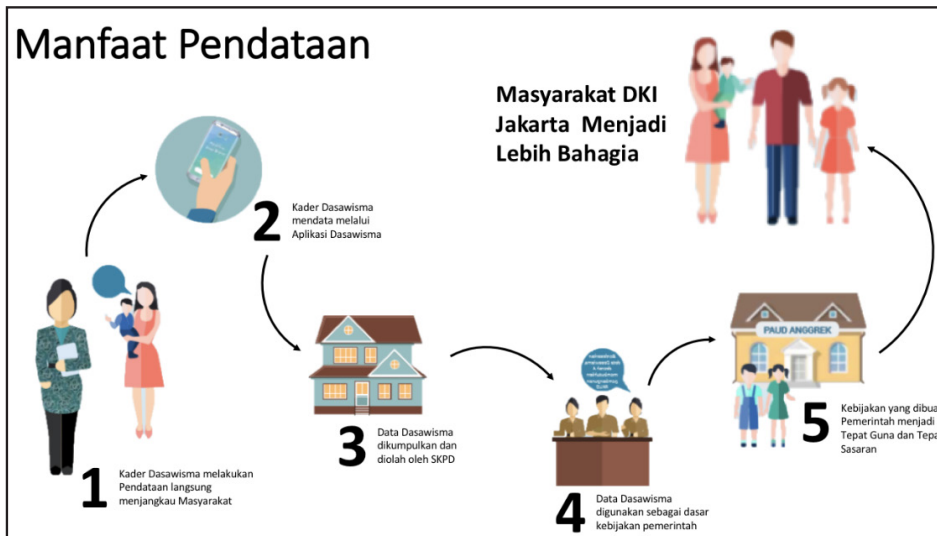 Manfaat Pendataan
Masyarakat DKI
Jakarta Menjadi
Lebih Bahagia
1
Kader Dasawisma melakukan
Pendataan langsung
menjangkau Masyarakat
2
Kader Dasawisma
mendata melalui
Aplikasi Dasawisma
3
Data Dasawisma
dikumpulkan dan
diolah oleh SKPD
4
Data Dasawisma
digunakan sebagai dasar
kebijakan pemerintah
PAUD ANGGREK
5
Kebijakan yang dibua
Pemerintah menjadi
Tepat Guna dan Tepa
Sasaran